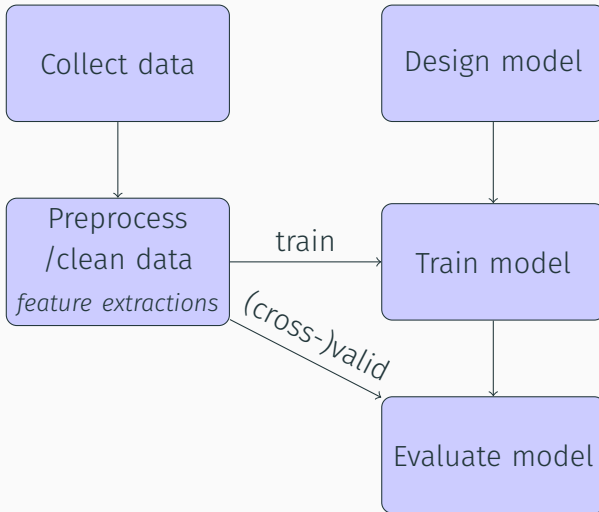 Collect data
Design model
Preprocess
/clean data
feature extractions
train
Train model
(cross-)valid
Evaluate model